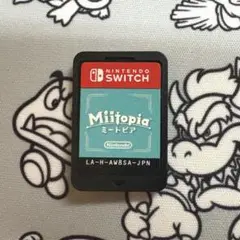 NINTENDO
SWITCH
Miitopia
ミートピア
Nintendo
LA-H-AW8SA-JPN